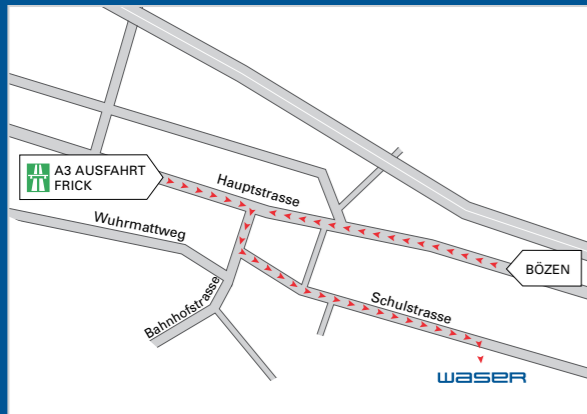 A3 AUSFAHRT
FRICK
Hauptstrasse
Wuhrmattweg
BÖZEN
Bahnhofstrasse
Schulstrasse
waser